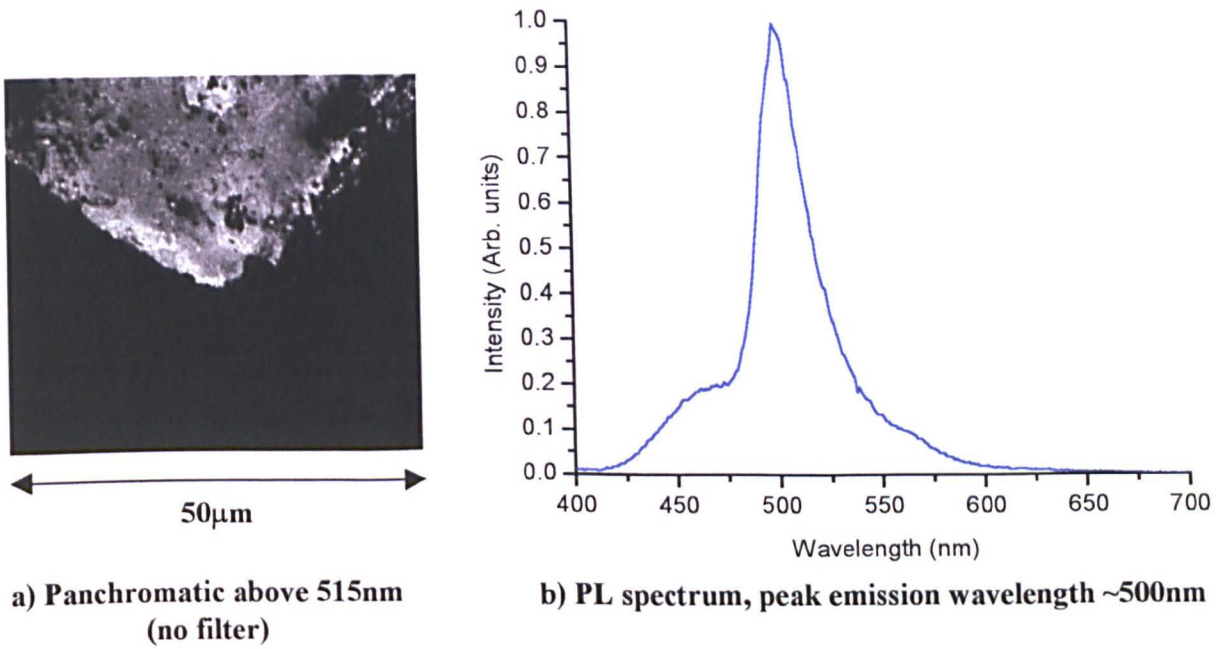 50μm
a) Panchromatic above 515nm
(no filter)
1.0
0.9
0.8
0.7
0.6
0.5
0.4
0.3
0.2
0.1
0.0
Intensity (Arb. units)
400 450 500 550 600 650 700
Wavelength (nm)
b) PL spectrum, peak emission wavelength ~500nm